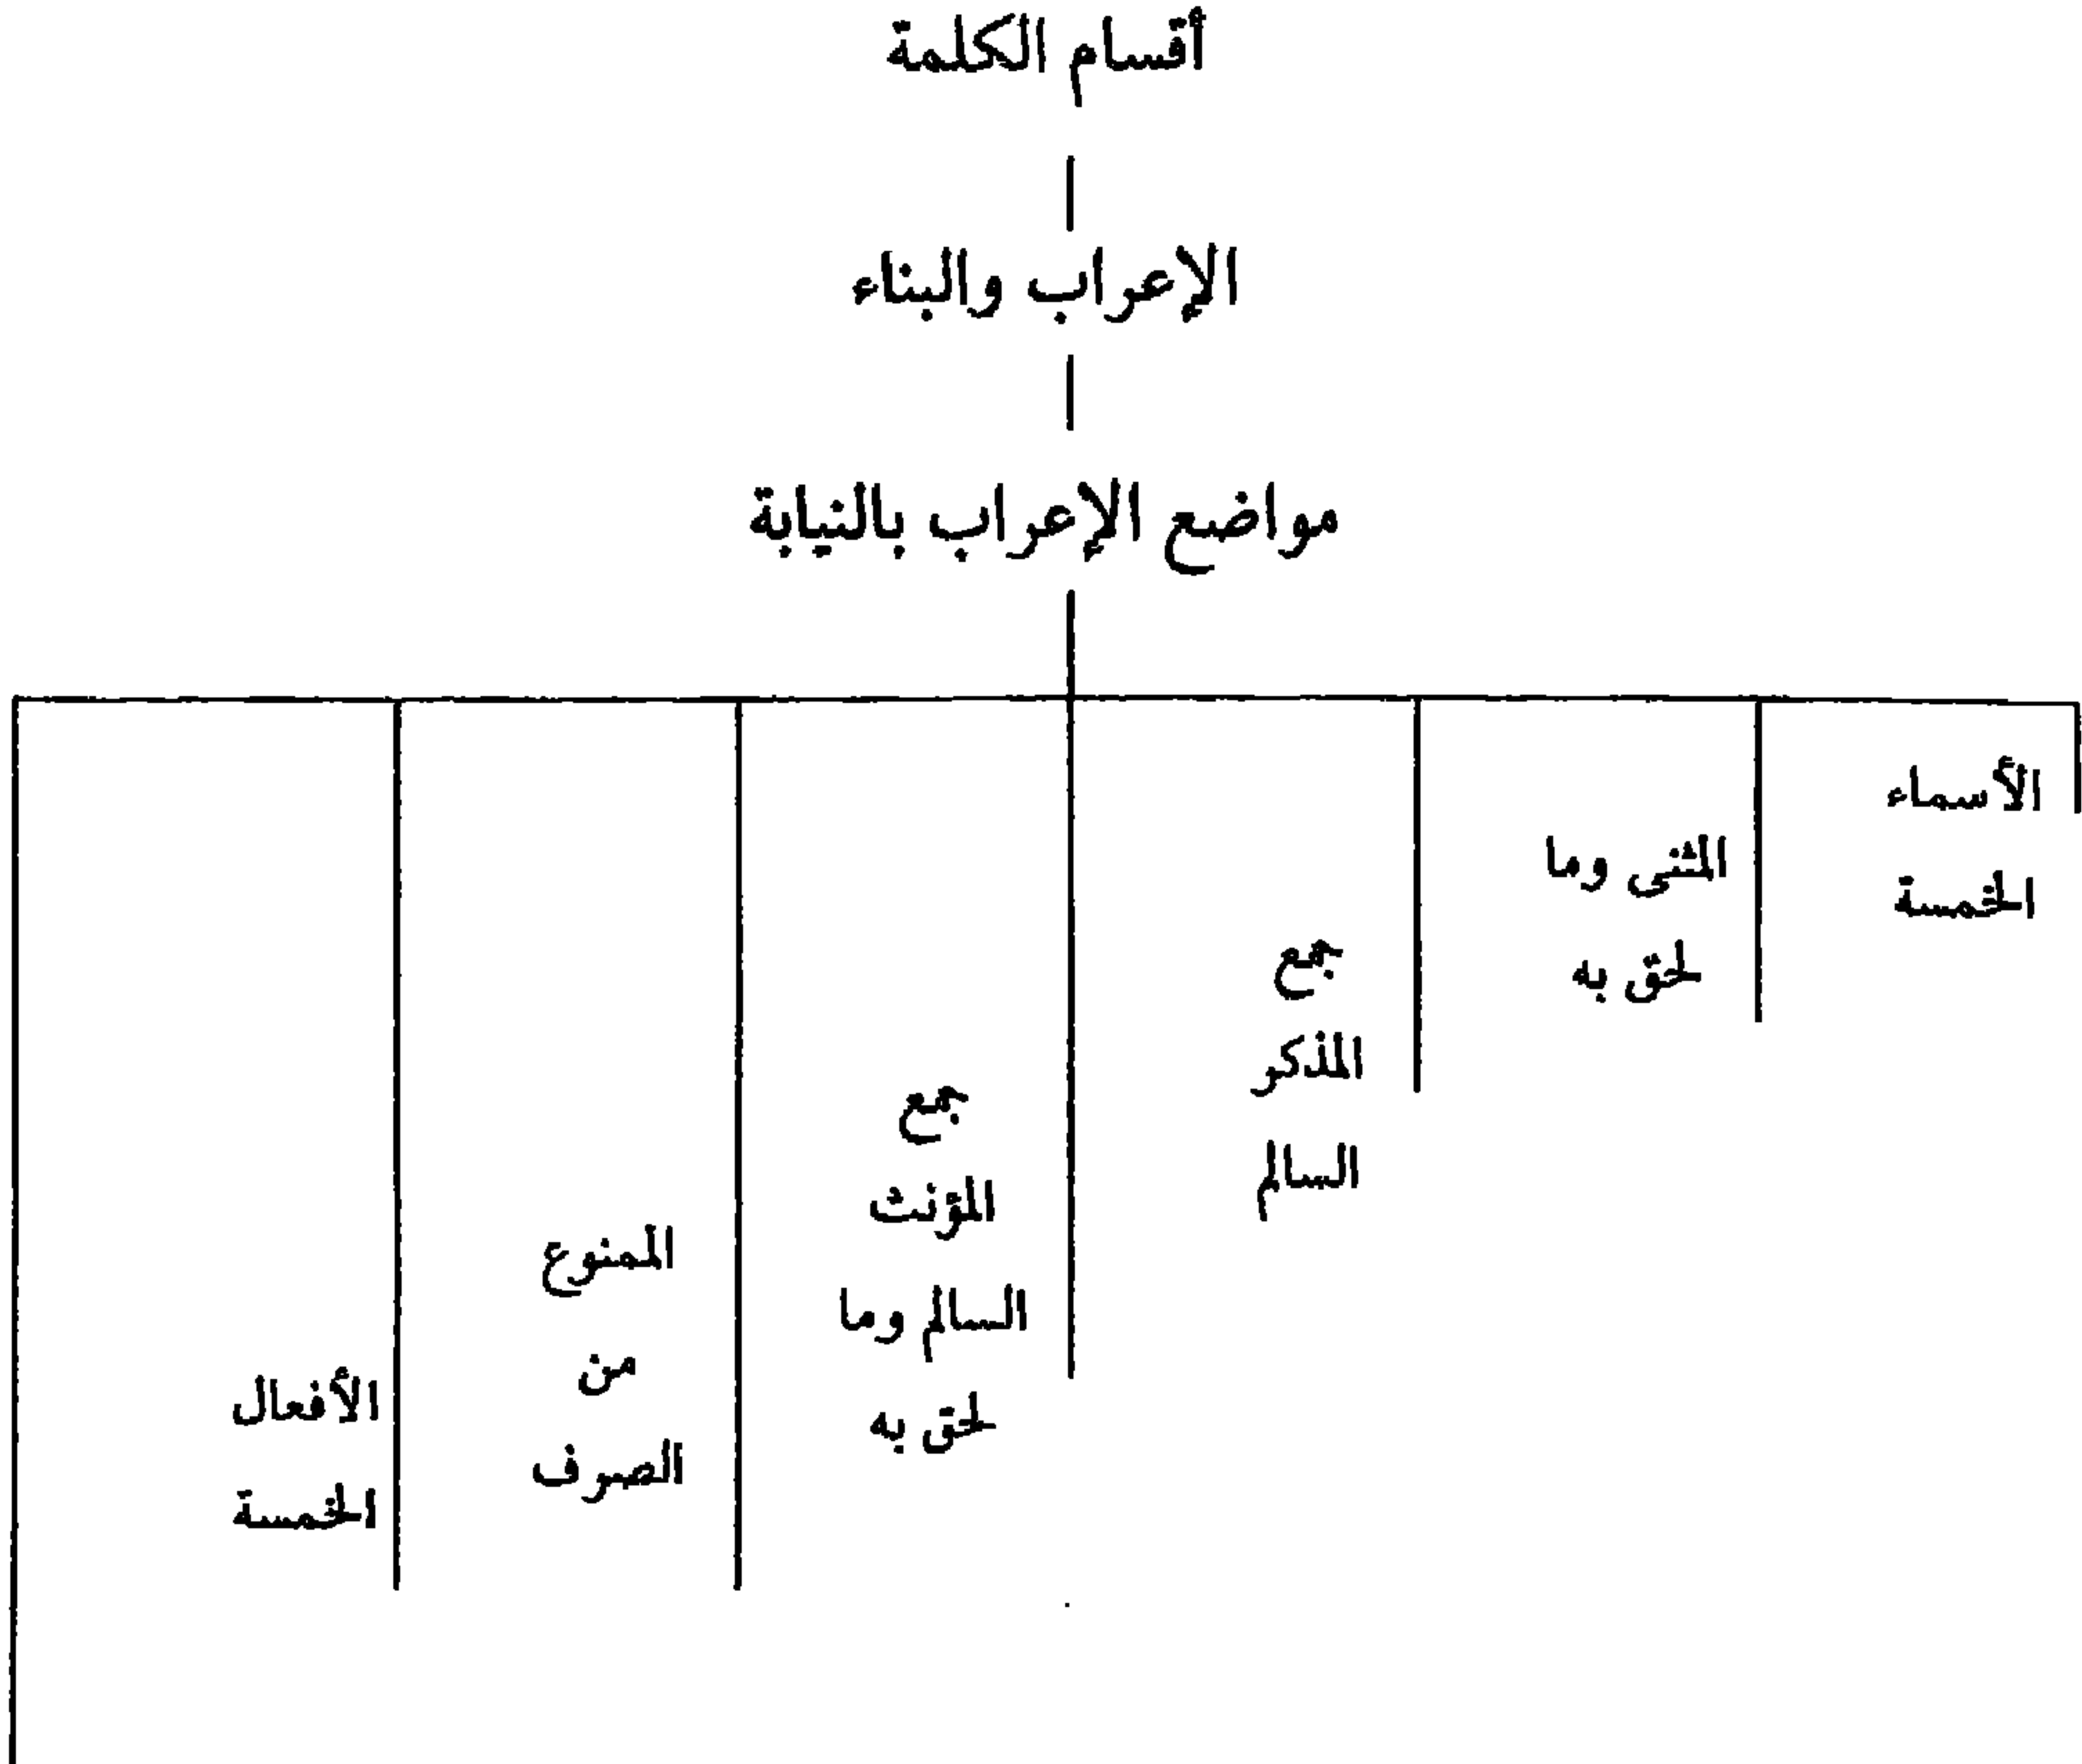 أقسام الكلمة
الإعراب والبناء
مواضع الإعراب بالنيابة
الأسماء
الخمسة
المثنى وما
لحق به
جمع
المذكر
السالم
جمع
المؤنث
السالم وما
لحق به
الممنوع
من
الصرف
الأفعال
الخمسة